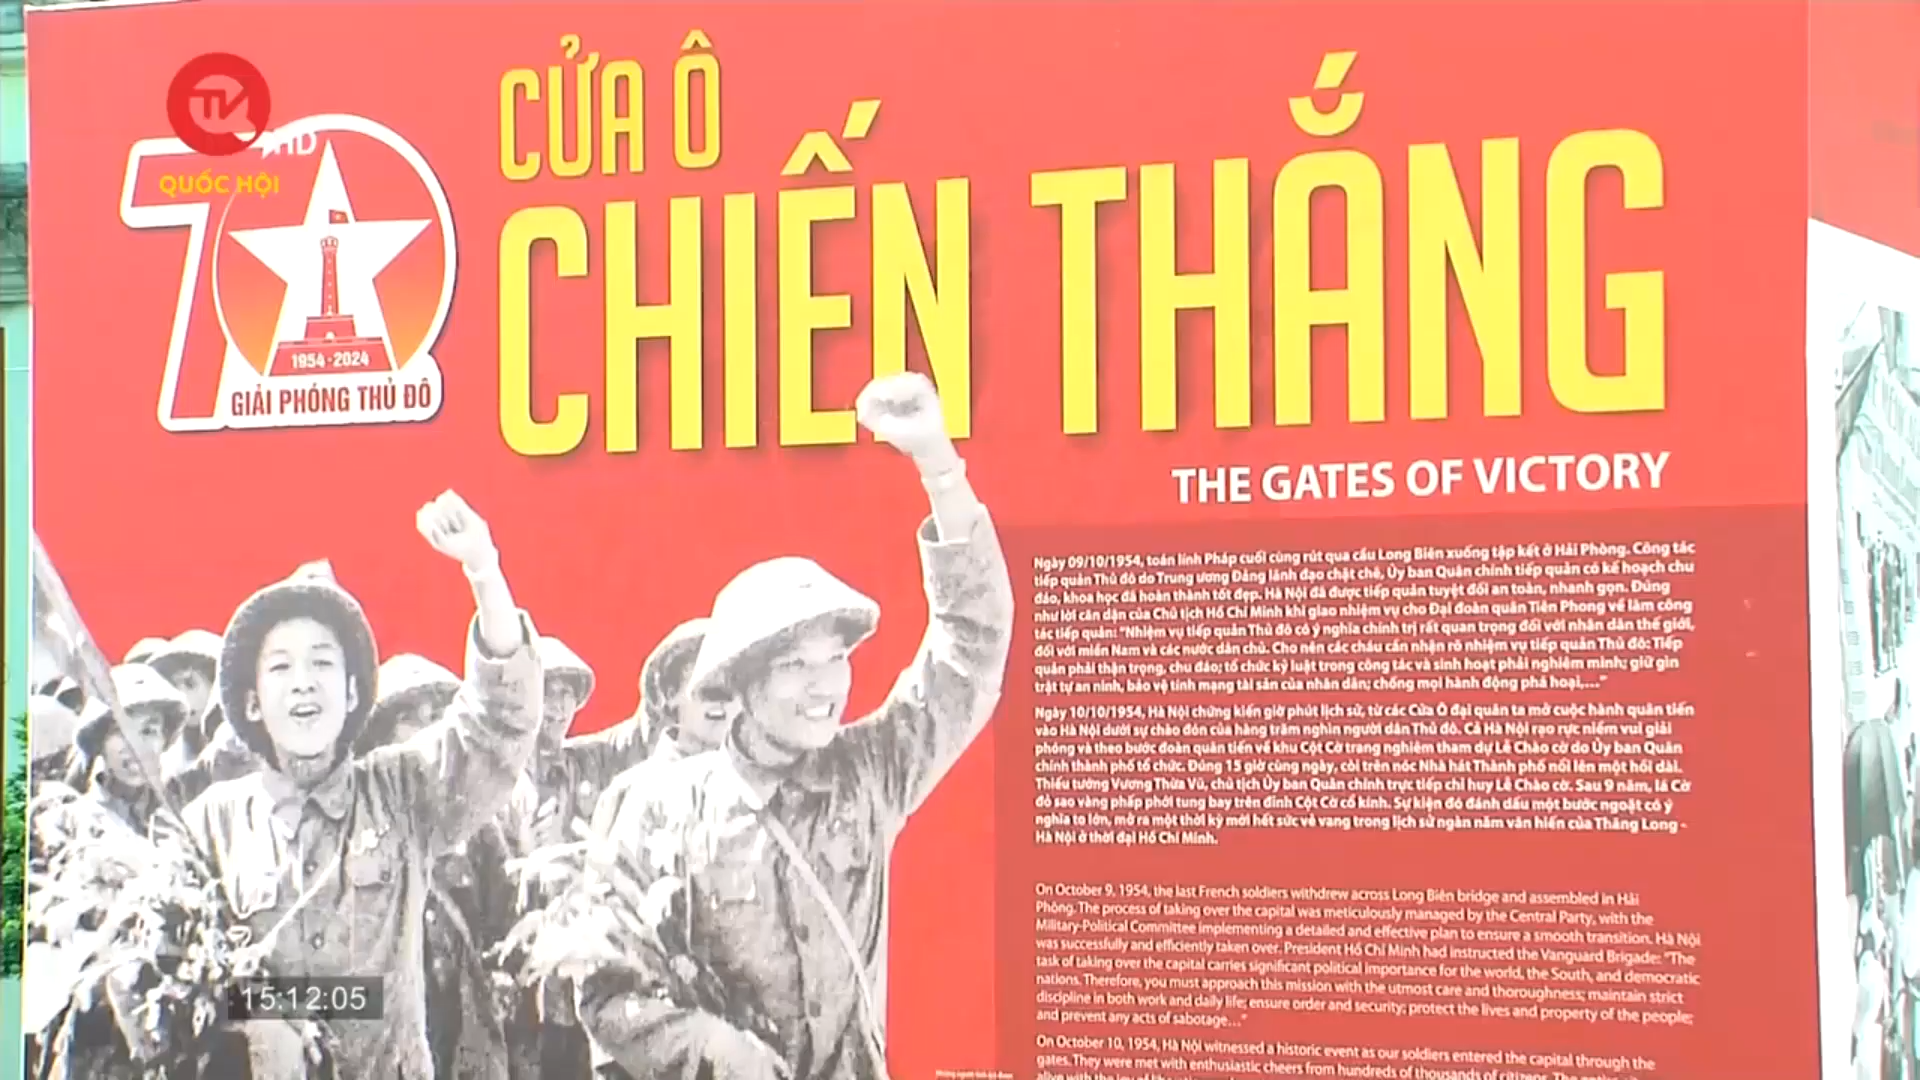 TV
HD
QUỐC HỘI
70
1954 - 2024
GIẢI PHÓNG THỦ ĐÔ
CỬA Ô
CHIẾN THẮNG
THE GATES OF VICTORY
Ngày 09/10/1954, toán lính Pháp cuối cùng rút qua cầu Long Biên xuống tập kết ở Hải Phòng. Công tác
tiếp quản Thủ đô do Trung ương Đảng lãnh đạo chặt chẽ, Ủy ban Quân chính tiếp quản có kế hoạch chu
đáo, khoa học đã hoàn thành tốt đẹp. Hà Nội đã được tiếp quản tuyệt đối an toàn, nhanh gọn. Đúng
như lời căn dặn của Chủ tịch Hồ Chí Minh khi giao nhiệm vụ cho Đại đoàn quân Tiên Phong về làm công
tác tiếp quản: "Nhiệm vụ tiếp quản Thủ đô có ý nghĩa chính trị rất quan trọng đối với nhân dân thế giới,
đối với miền Nam và các nước dân chủ. Cho nên các cháu cần nhận rõ nhiệm vụ tiếp quản Thủ đô: Tiếp
quản phải thận trọng, chu đáo; tổ chức kỷ luật trong công tác và sinh hoạt phải nghiêm minh; giữ gìn
trật tự an ninh, bảo vệ tính mạng tài sản của nhân dân; chống mọi hành động phá hoại,..."
Ngày 10/10/1954, Hà Nội chứng kiến giờ phút lịch sử, từ các Cửa Ô đại quân ta mở cuộc hành quân tiến
vào Hà Nội dưới sự chào đón của hàng trăm nghìn người dân Thủ đô. Cả Hà Nội rạo rực niềm vui giải
phóng và theo bước đoàn quân tiến về khu Cột Cờ trang nghiêm tham dự Lễ Chào cờ do Ủy ban Quân
chính thành phố tổ chức. Đúng 15 giờ cùng ngày, còi trên nóc Nhà hát Thành phố nổi lên một hồi dài.
Thiếu tướng Vương Thừa Vũ, chủ tịch Ủy ban Quân chính trực tiếp chỉ huy Lễ Chào cờ. Sau 9 năm, lá Cờ
đỏ sao vàng phấp phới tung bay trên đỉnh Cột Cờ cổ kính. Sự kiện đó đánh dấu một bước ngoặt có ý
nghĩa to lớn, mở ra một thời kỳ mới hết sức vẻ vang trong lịch sử ngàn năm văn hiến của Thăng Long -
Hà Nội ở thời đại Hồ Chí Minh.
On October 9, 1954, the last French soldiers withdrew across Long Biên bridge and assembled in Hải
Phòng. The process of taking over the capital was meticulously managed by the Central Party, with the
Military-Political Committee implementing a detailed and effective plan to ensure a smooth transition. Hà Nội
was successfully and efficiently taken over. President Hồ Chí Minh had instructed the Vanguard Brigade: "The
task of taking over the capital carries significant political importance for the world, the South, and democratic
nations. Therefore, you must approach this mission with the utmost care and thoroughness; maintain strict
discipline in both work and daily life; ensure order and security; protect the lives and property of the people;
and prevent any acts of sabotage..."
On October 10, 1954, Hà Nội witnessed a historic event as our soldiers entered the capital through the
gates. They were met with enthusiastic cheers from hundreds of thousands of citizens. The
alive with the joy of
15:12:05